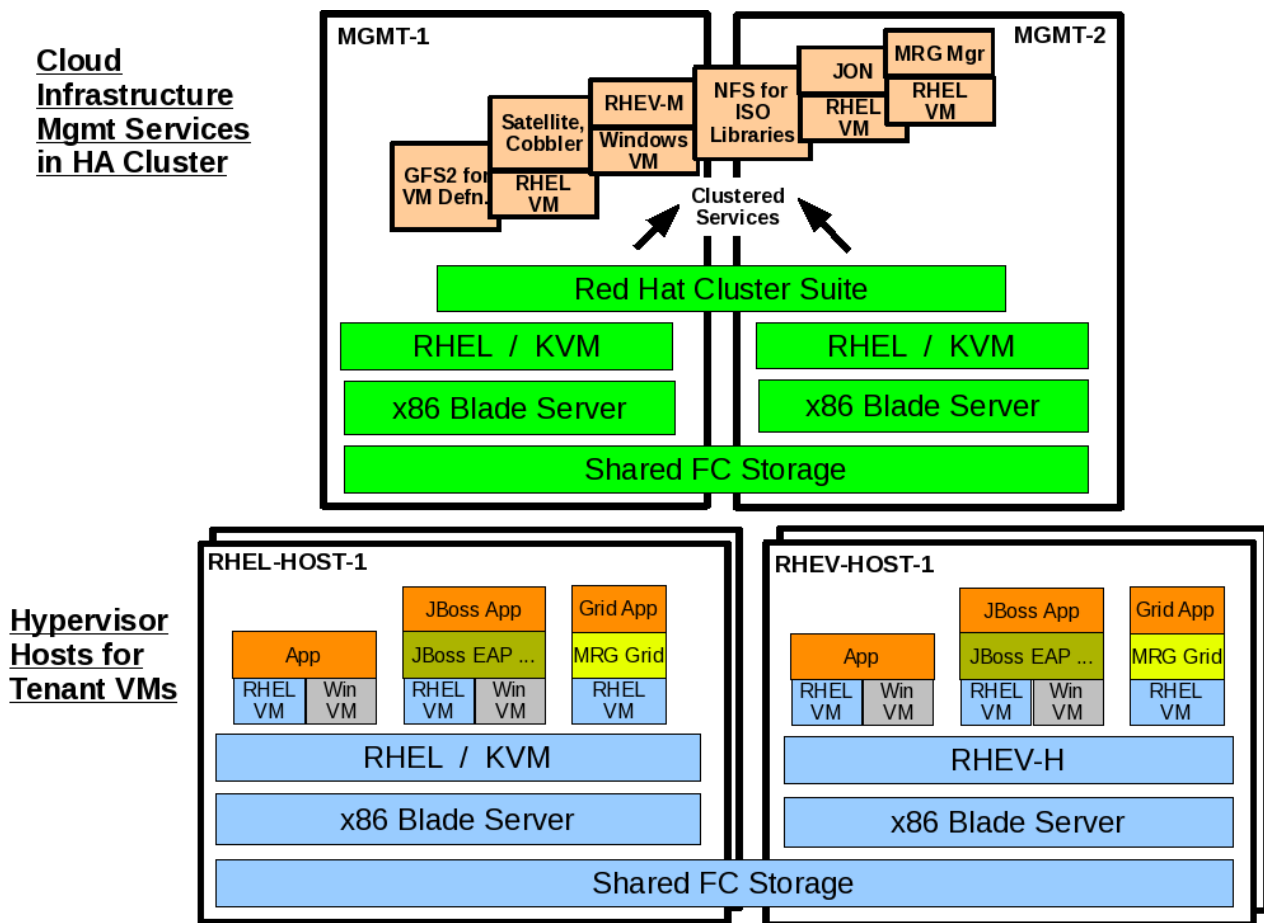 Cloud
Infrastructure
Mgmt Services
in HA Cluster
MGMT-1
MGMT-2
GFS2 for
VM Defn.
Satellite,
Cobbler
RHEL
VM
RHEV-M
Windows
VM
NFS for
ISO
Libraries
JON
RHEL
VM
MRG Mgr
RHEL
VM
Clustered
Services
Red Hat Cluster Suite
RHEL / KVM
RHEL / KVM
x86 Blade Server
x86 Blade Server
Shared FC Storage
Hypervisor
Hosts for
Tenant VMs
RHEL-HOST-1
App
RHEL
VM
Win
VM
JBoss App
JBoss EAP ...
RHEL
VM
Win
VM
Grid App
MRG Grid
RHEL
VM
RHEL / KVM
x86 Blade Server
RHEV-HOST-1
App
RHEL
VM
Win
VM
JBoss App
JBoss EAP ...
RHEL
VM
Win
VM
Grid App
MRG Grid
RHEL
VM
RHEV-H
x86 Blade Server
Shared FC Storage